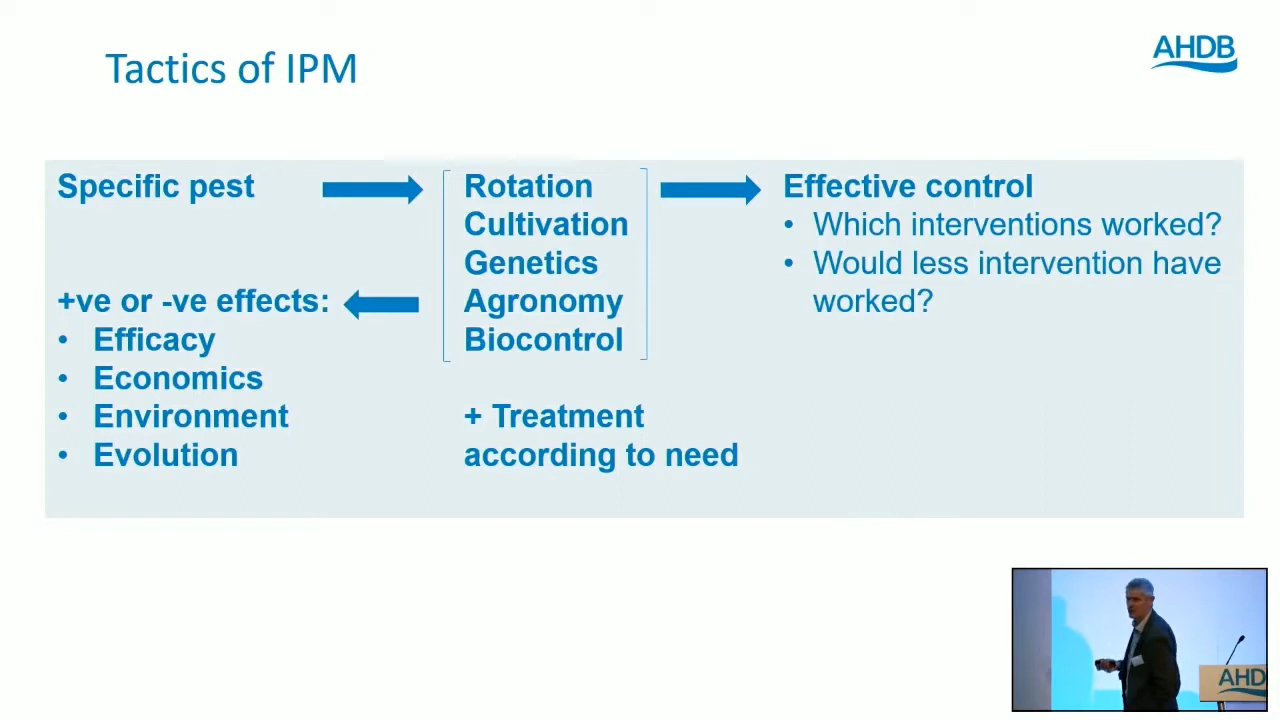 Tactics of IPM
AHDB
Specific pest
+ve or -ve effects:
• Efficacy
• Economics
• Environment
• Evolution
Rotation
Cultivation
Genetics
Agronomy
Biocontrol
+ Treatment
according to need
Effective control
• Which interventions worked?
• Would less intervention have
worked?
AHD